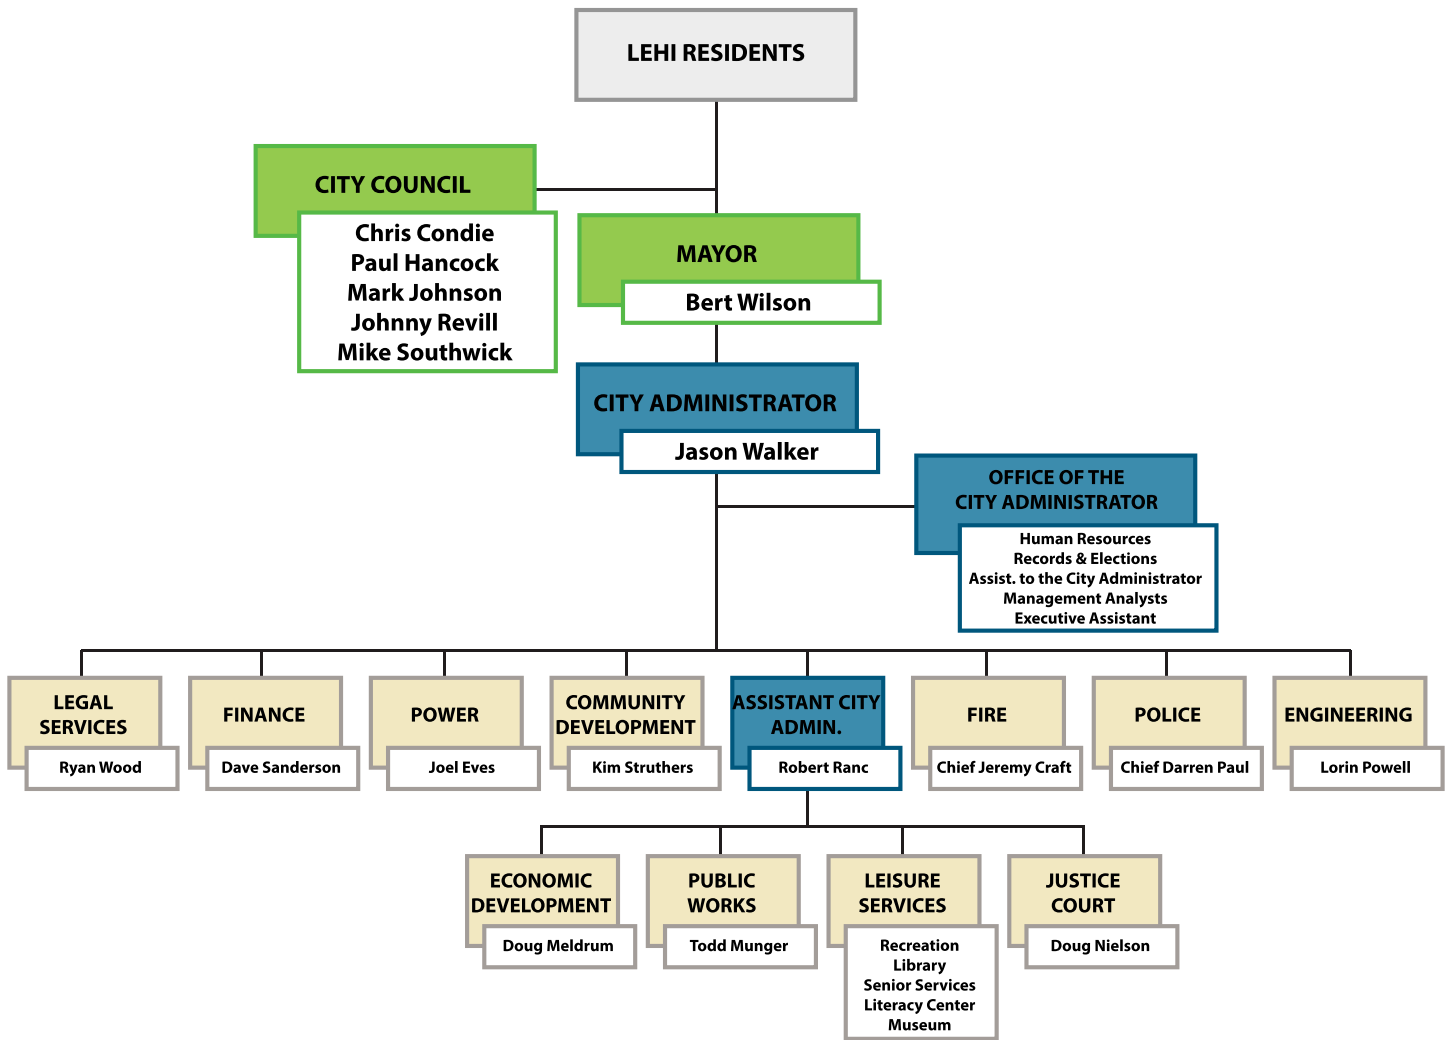 LEHI RESIDENTS
CITY COUNCIL
Chris Condie
Paul Hancock
Mark Johnson
Johnny Revill
Mike Southwick
MAYOR
Bert Wilson
CITY ADMINISTRATOR
Jason Walker
OFFICE OF THE
CITY ADMINISTRATOR
Human Resources
Records & Elections
Assist. to the City Administrator
Management Analysts
Executive Assistant
LEGAL
SERVICES
Ryan Wood
FINANCE
Dave Sanderson
POWER
Joel Eves
COMMUNITY
DEVELOPMENT
Kim Struthers
ASSISTANT CITY
ADMIN.
Robert Ranc
FIRE
Chief Jeremy Craft
POLICE
Chief Darren Paul
ENGINEERING
Lorin Powell
ECONOMIC
DEVELOPMENT
Doug Meldrum
PUBLIC
WORKS
Todd Munger
LEISURE
SERVICES
Recreation
Library
Senior Services
Literacy Center
Museum
JUSTICE
COURT
Doug Nielson